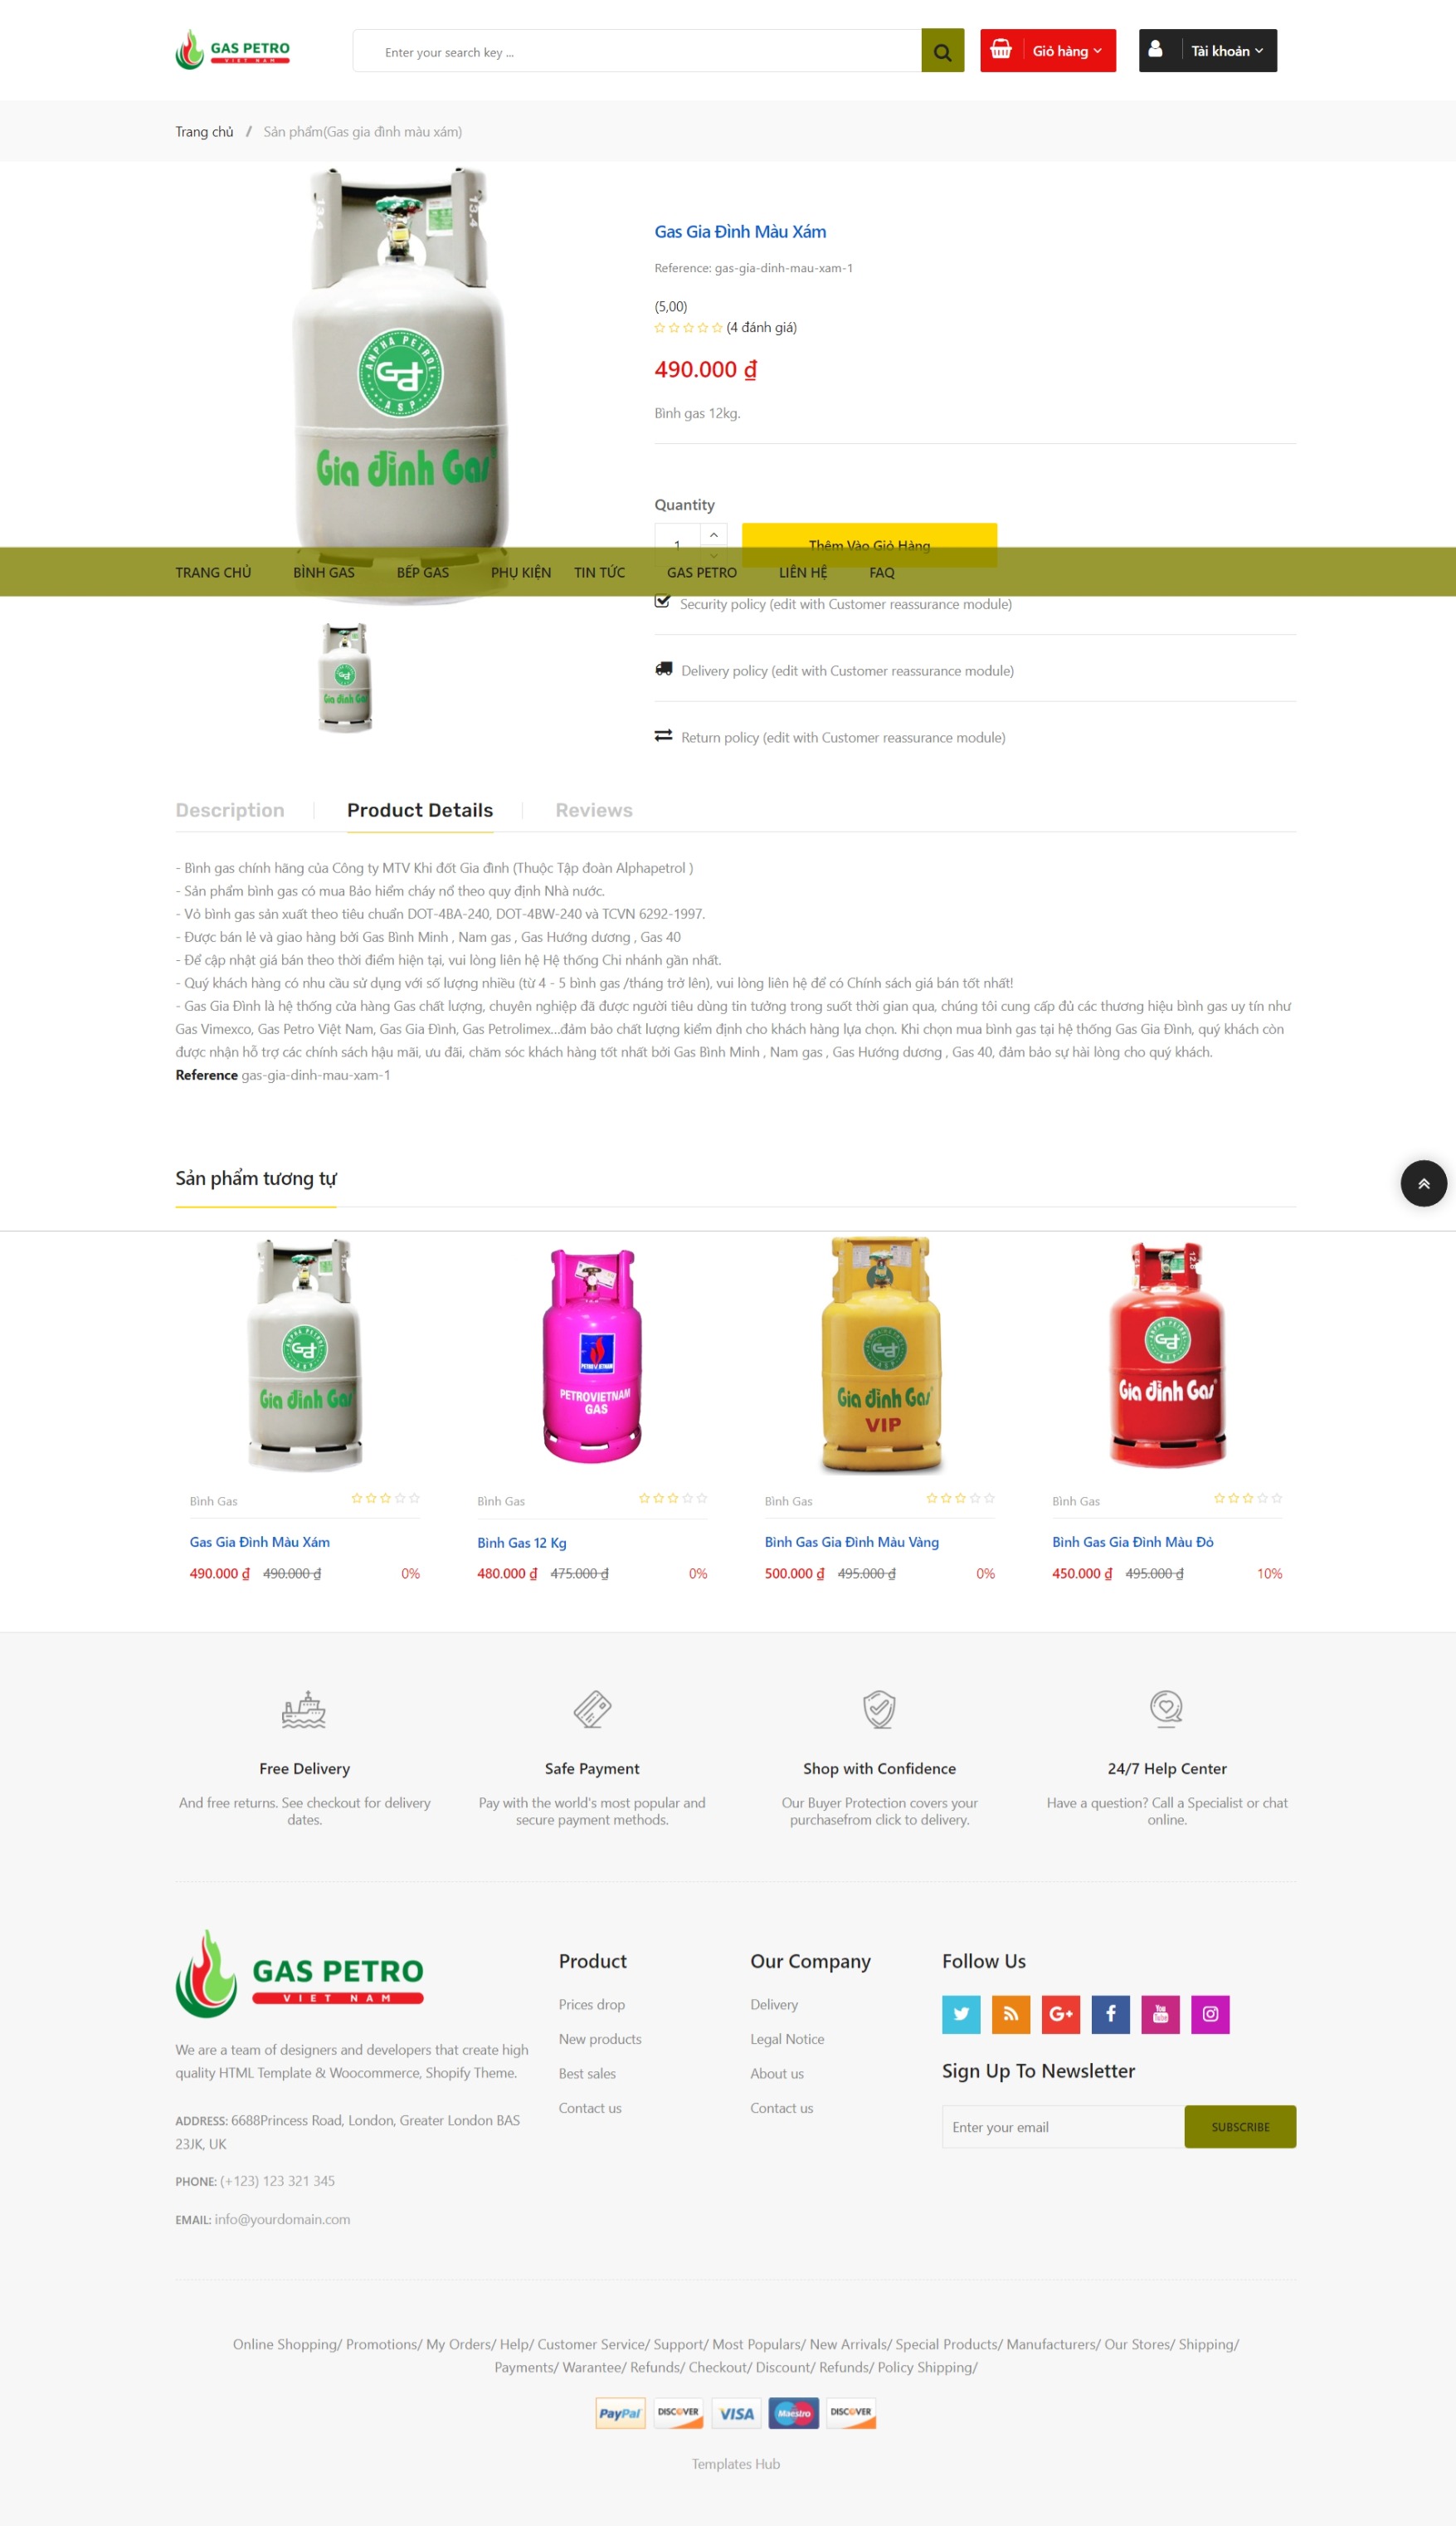 GAS PETRO
VIET NAM
Enter your search key ...
Giỏ hàng
Tài khoản
Trang chủ / Sản phẩm(Gas gia đình màu xám)
13.4
ANPHA PETROL
Gd
ASP
Gia đình Gas
Gas Gia Đình Màu Xám
Reference: gas-gia-dinh-mau-xam-1
(5,00)
(4 đánh giá)
490.000 ₫
Bình gas 12kg.
Quantity
1
Thêm Vào Giỏ Hàng
TRANG CHỦ BÌNH GAS BẾP GAS PHỤ KIỆN TIN TỨC GAS PETRO LIÊN HỆ FAQ
Security policy (edit with Customer reassurance module)
Delivery policy (edit with Customer reassurance module)
Return policy (edit with Customer reassurance module)
Gia đình Gas
Description Product Details Reviews
- Bình gas chính hãng của Công ty MTV Khí đốt Gia đình (Thuộc Tập đoàn Alphapetrol )
- Sản phẩm bình gas có mua Bảo hiểm cháy nổ theo quy định Nhà nước.
- Vỏ bình gas sản xuất theo tiêu chuẩn DOT-4BA-240, DOT-4BW-240 và TCVN 6292-1997.
- Được bán lẻ và giao hàng bởi Gas Bình Minh , Nam gas , Gas Hướng dương , Gas 40
- Để cập nhật giá bán theo thời điểm hiện tại, vui lòng liên hệ Hệ thống Chi nhánh gần nhất.
- Quý khách hàng có nhu cầu sử dụng với số lượng nhiều (từ 4 - 5 bình gas /tháng trở lên), vui lòng liên hệ để có Chính sách giá bán tốt nhất!
- Gas Gia Đình là hệ thống cửa hàng Gas chất lượng, chuyên nghiệp đã được người tiêu dùng tin tưởng trong suốt thời gian qua, chúng tôi cung cấp đủ các thương hiệu bình gas uy tín như
Gas Vimexco, Gas Petro Việt Nam, Gas Gia Đình, Gas Petrolimex...đảm bảo chất lượng kiểm định cho khách hàng lựa chọn. Khi chọn mua bình gas tại hệ thống Gas Gia Đình, quý khách còn
được nhận hỗ trợ các chính sách hậu mãi, ưu đãi, chăm sóc khách hàng tốt nhất bởi Gas Bình Minh , Nam gas , Gas Hướng dương , Gas 40, đảm bảo sự hài lòng cho quý khách.
Reference gas-gia-dinh-mau-xam-1
Sản phẩm tương tự
Gia đình Gas
PETROVIETNAM
PETROVIETNAM
GAS
Gia đình Gas
VIP
Gia đình Gas
Bình Gas Bình Gas Bình Gas Bình Gas
Gas Gia Đình Màu Xám Bình Gas 12 Kg Bình Gas Gia Đình Màu Vàng Bình Gas Gia Đình Màu Đỏ
490.000 ₫ 490.000 ₫ 0% 480.000 ₫ 475.000 ₫ 0% 500.000 ₫ 495.000 ₫ 0% 450.000 ₫ 495.000 ₫ 10%
Free Delivery Safe Payment Shop with Confidence 24/7 Help Center
And free returns. See checkout for delivery
dates.
Pay with the world's most popular and
secure payment methods.
Our Buyer Protection covers your
purchasefrom click to delivery.
Have a question? Call a Specialist or chat
online.
GAS PETRO
VIET NAM
We are a team of designers and developers that create high
quality HTML Template & Woocommerce, Shopify Theme.
ADDRESS: 6688Princess Road, London, Greater London BAS
23JK, UK
PHONE: (+123) 123 321 345
EMAIL: info@yourdomain.com
Product
Prices drop
New products
Best sales
Contact us
Our Company
Delivery
Legal Notice
About us
Contact us
Follow Us
You Tube
Sign Up To Newsletter
Enter your email
SUBSCRIBE
Online Shopping/ Promotions/ My Orders/ Help/ Customer Service/ Support/ Most Populars/ New Arrivals/ Special Products/ Manufacturers/ Our Stores/ Shipping/
Payments/ Warantee/ Refunds/ Checkout/ Discount/ Refunds/ Policy Shipping/
PayPal DISCOVER VISA Maestro DISCOVER
Templates Hub